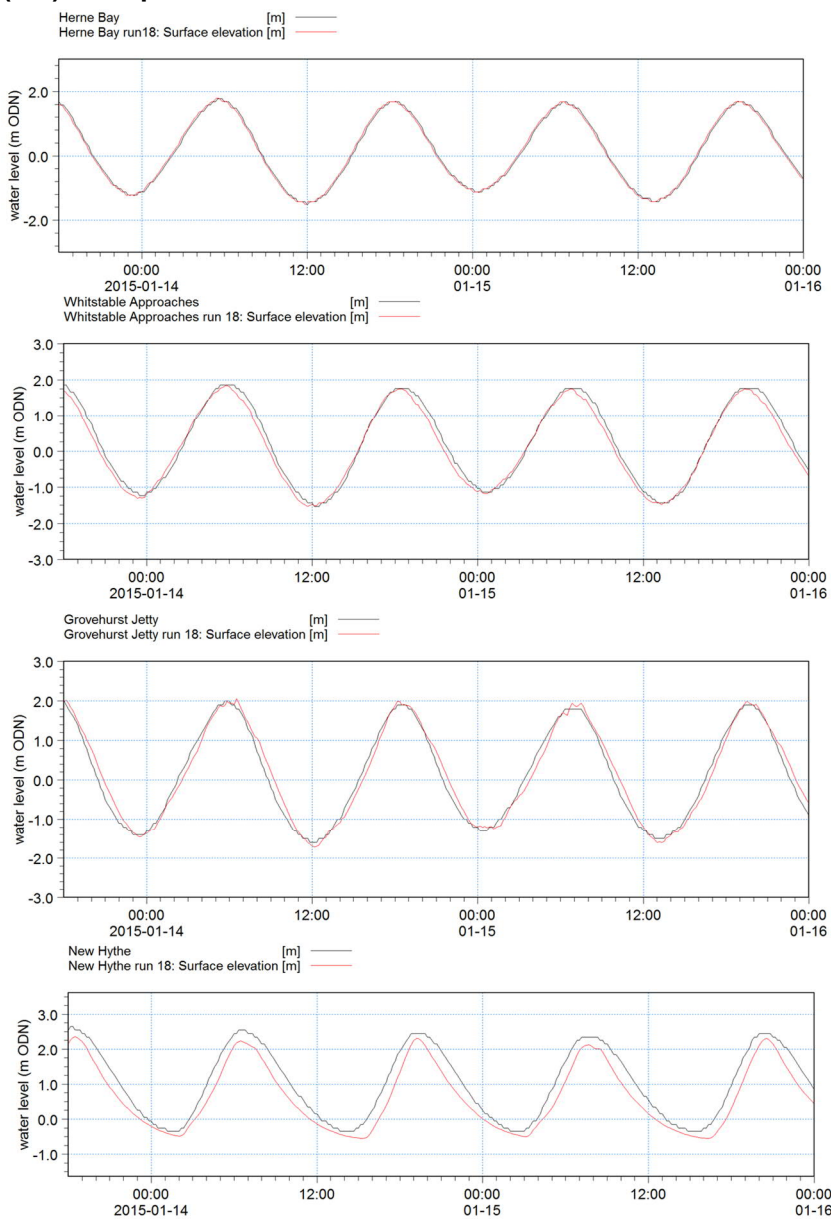 Herne Bay [m]
Herne Bay run18: Surface elevation [m]
water level (m ODN)
2.0
0.0
-2.0
00:00 12:00 00:00 12:00 00:00
2015-01-14 01-15 01-16
Whitstable Approaches [m]
Whitstable Approaches run 18: Surface elevation [m]
water level (m ODN)
3.0
2.0
1.0
0.0
-1.0
-2.0
-3.0
00:00 12:00 00:00 12:00 00:00
2015-01-14 01-15 01-16
Grovehurst Jetty [m]
Grovehurst Jetty run 18: Surface elevation [m]
water level (m ODN)
3.0
2.0
1.0
0.0
-1.0
-2.0
-3.0
00:00 12:00 00:00 12:00 00:00
2015-01-14 01-15 01-16
New Hythe [m]
New Hythe run 18: Surface elevation [m]
water level (m ODN)
3.0
2.0
1.0
0.0
-1.0
00:00 12:00 00:00 12:00 00:00
2015-01-14 01-15 01-16